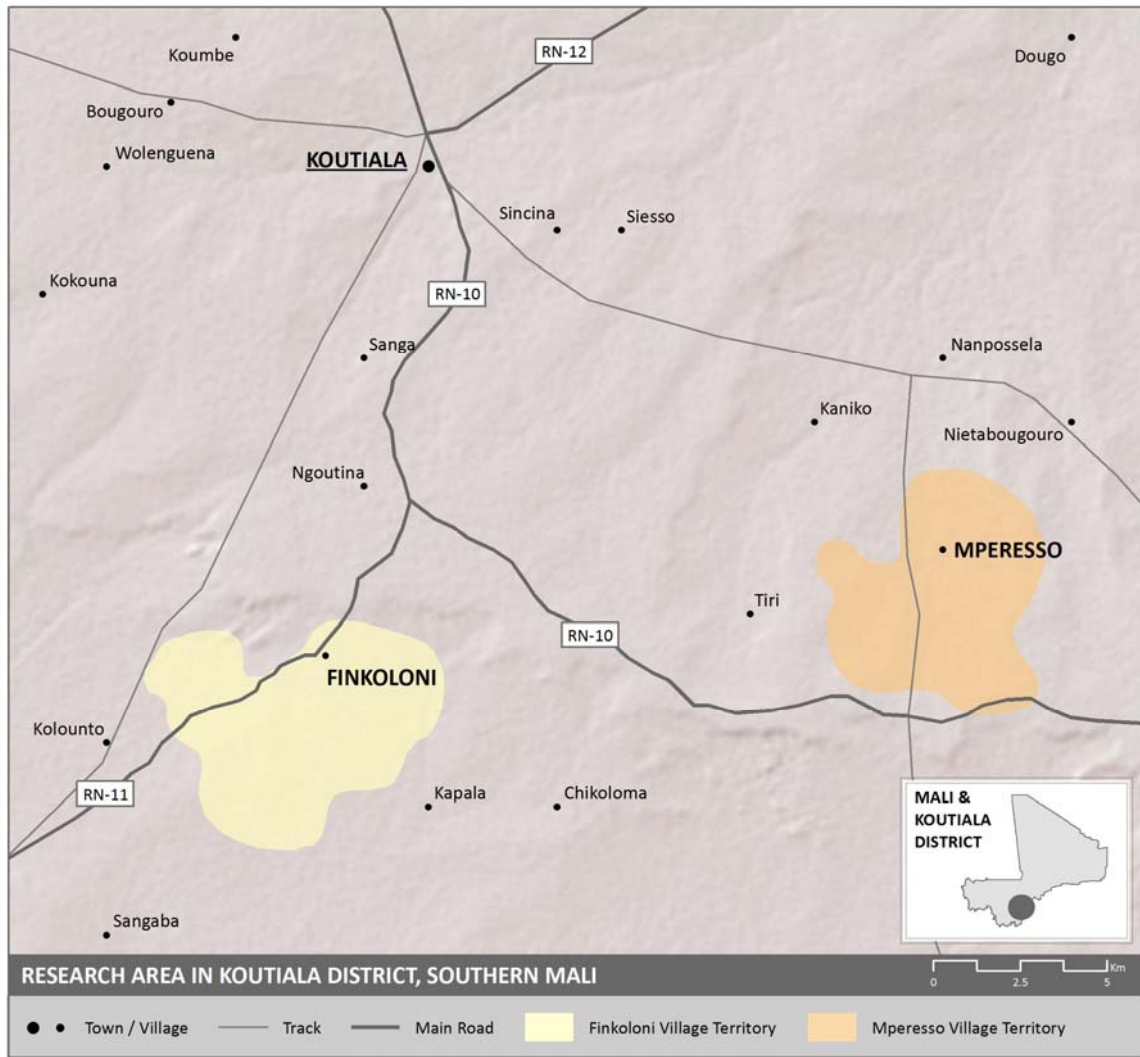 Koumbe
RN-12
Dougo
Bougouro
Wolenguena
KOUTIALA
Sincina
Siesso
Kokouna
RN-10
Sanga
Nanpossela
Kaniko
Nietabougouro
Ngoutina
MPERESSO
Tiri
RN-10
FINKOLONI
Kolounto
RN-11
Kapala
Chikoloma
MALI &
KOUTIALA
DISTRICT
Sangaba
RESEARCH AREA IN KOUTIALA DISTRICT, SOUTHERN MALI
Km
0 2.5 5
Town / Village Track Main Road Finkoloni Village Territory Mperesso Village Territory